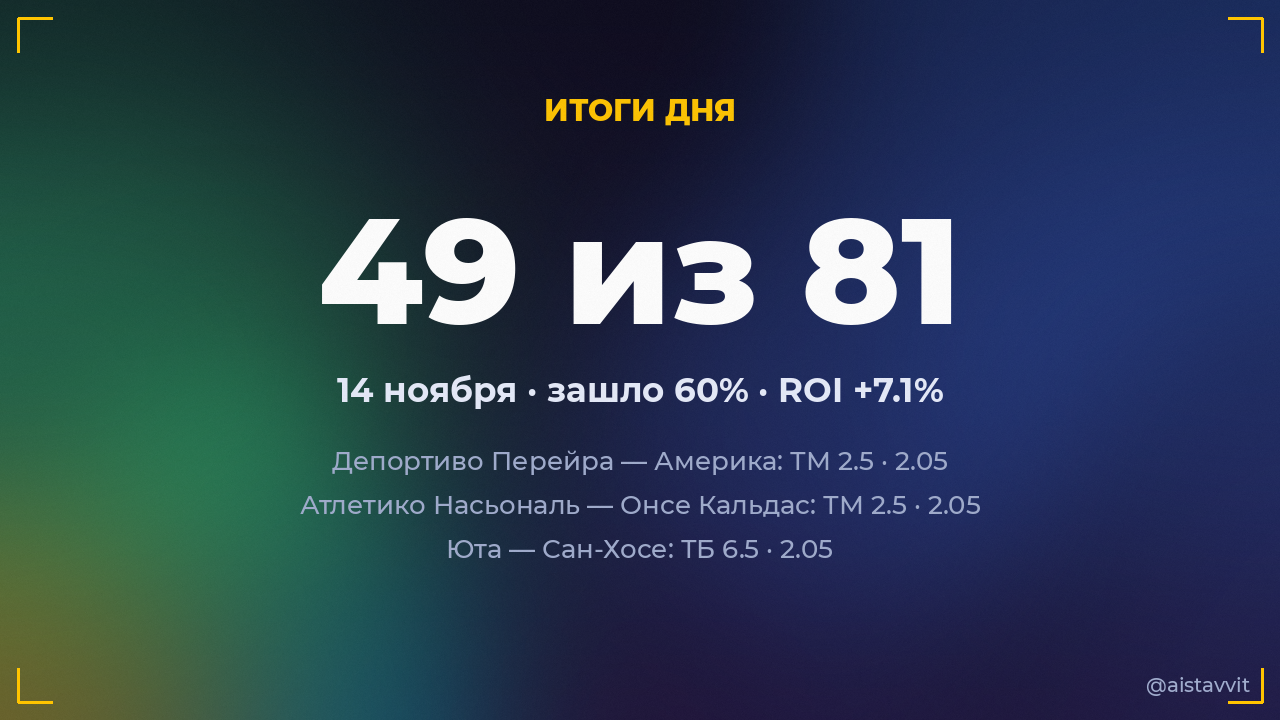 ИТОГИ ДНЯ
49 из 81
14 ноября · зашло 60% · ROI +7.1%
Депортиво Перейра — Америка: ТМ 2.5 · 2.05
Атлетико Насьональ — Онсе Кальдас: ТМ 2.5 · 2.05
Юта — Сан-Хосе: ТБ 6.5 · 2.05
@aistavvit